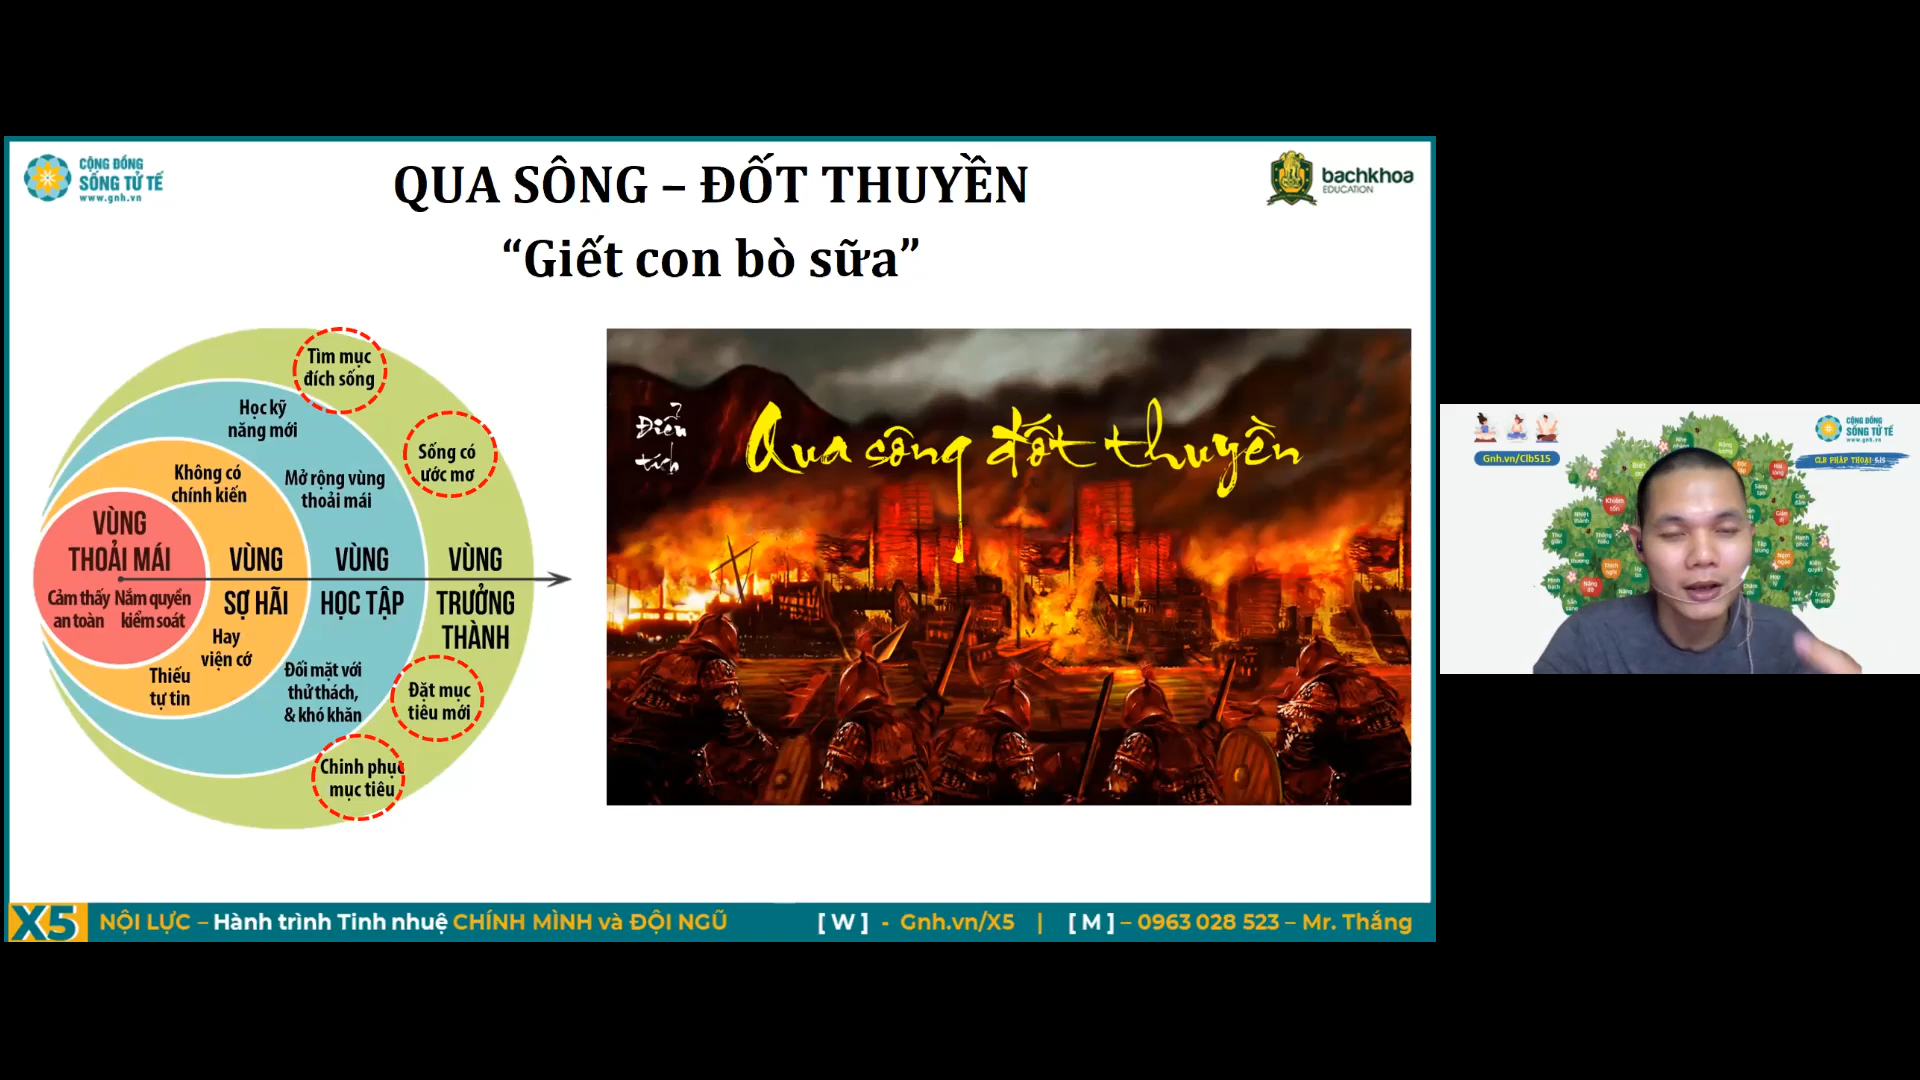 CỘNG ĐỒNG
SỐNG TỬ TẾ
www.gnh.vn
QUA SÔNG – ĐỐT THUYỀN
“Giết con bò sữa”
bachkhoa
EDUCATION
Tìm mục
đích sống
Học kỹ
năng mới
Sống có
ước mơ
Không có
chính kiến
Mở rộng vùng
thoải mái
VÙNG
THOẢI MÁI
Cảm thấy
an toàn
Nắm quyền
kiểm soát
VÙNG
SỢ HÃI
VÙNG
HỌC TẬP
VÙNG
TRƯỞNG
THÀNH
Hay
viện cớ
Thiếu
tự tin
Đối mặt với
thử thách,
& khó khăn
Đặt mục
tiêu mới
Chinh phục
mục tiêu
Điển
tích
Qua sông đốt thuyền
X5 NỘI LỰC – Hành trình Tinh nhuệ CHÍNH MÌNH và ĐỘI NGŨ [ W ] - Gnh.vn/X5 | [ M ] – 0963 028 523 – Mr. Thắng
Gnh.vn/Clb515
CỘNG ĐỒNG
SỐNG TỬ TẾ
www.gnh.vn
CLB PHÁP THOẠI 515
Khiêm
tốn